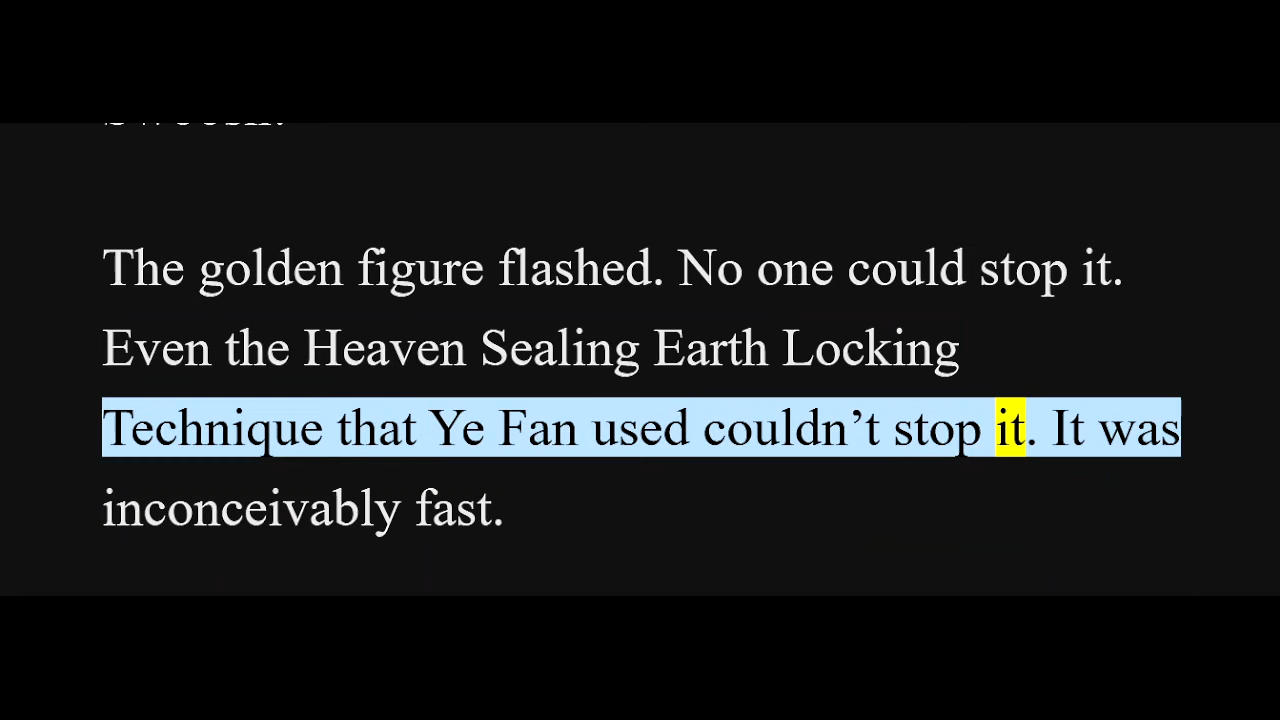 The golden figure flashed. No one could stop it.
Even the Heaven Sealing Earth Locking
Technique that Ye Fan used couldn’t stop it. It was
inconceivably fast.